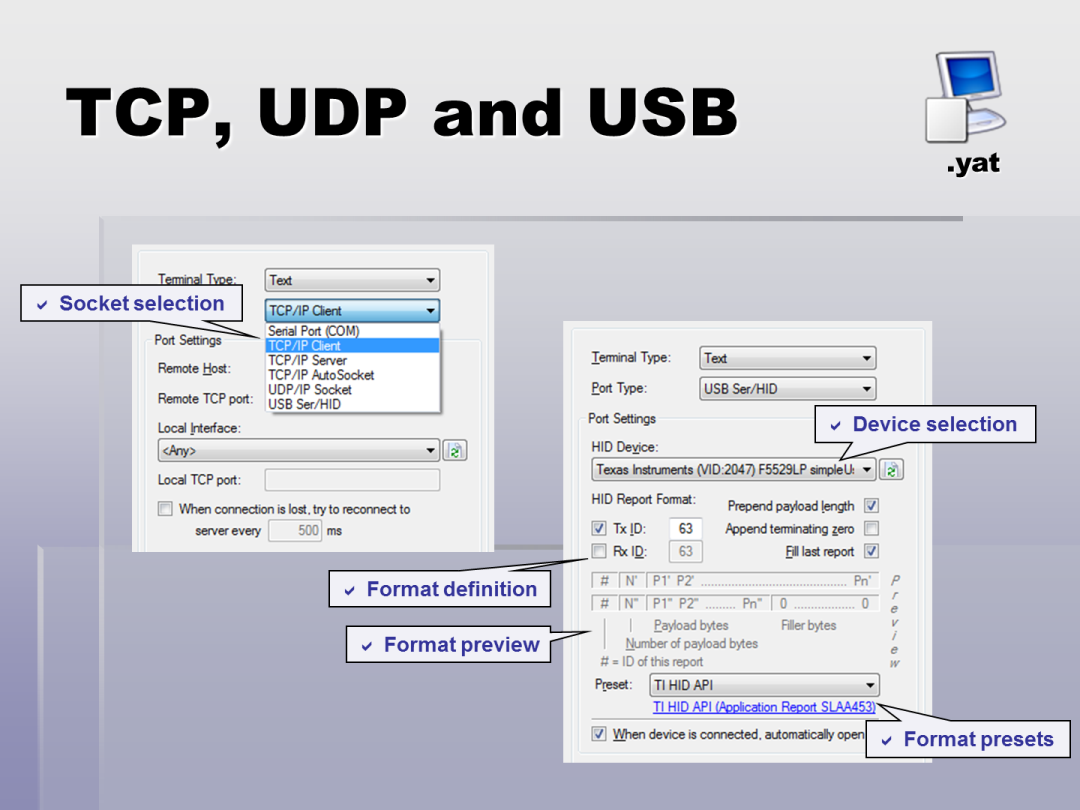 TCP, UDP and USB
.yat
Terminal Type: Text
Socket selection
TCP/IP Client
Serial Port (COM)
TCP/IP Client
TCP/IP Server
TCP/IP AutoSocket
UDP/IP Socket
USB Ser/HID
Port Settings
Remote Host:
Remote TCP port:
Local Interface:
<Any>
Local TCP port:
When connection is lost, try to reconnect to
server every 500 ms
Terminal Type: Text
Port Type: USB Ser/HID
Port Settings
Device selection
HID Device:
Texas Instruments (VID:2047) F5529LP simpleU
HID Report Format:
Prepend payload length
Tx ID: 63
Append terminating zero
Rx ID: 63
Fill last report
Format definition
# N' P1' P2' ........................................ Pn'
# N" P1" P2" ......... Pn" 0 .................. 0
Preview
Payload bytes Filler bytes
Number of payload bytes
# = ID of this report
Format preview
Preset: TI HID API
TI HID API (Application Report SLAA453)
When device is connected, automatically open
Format presets